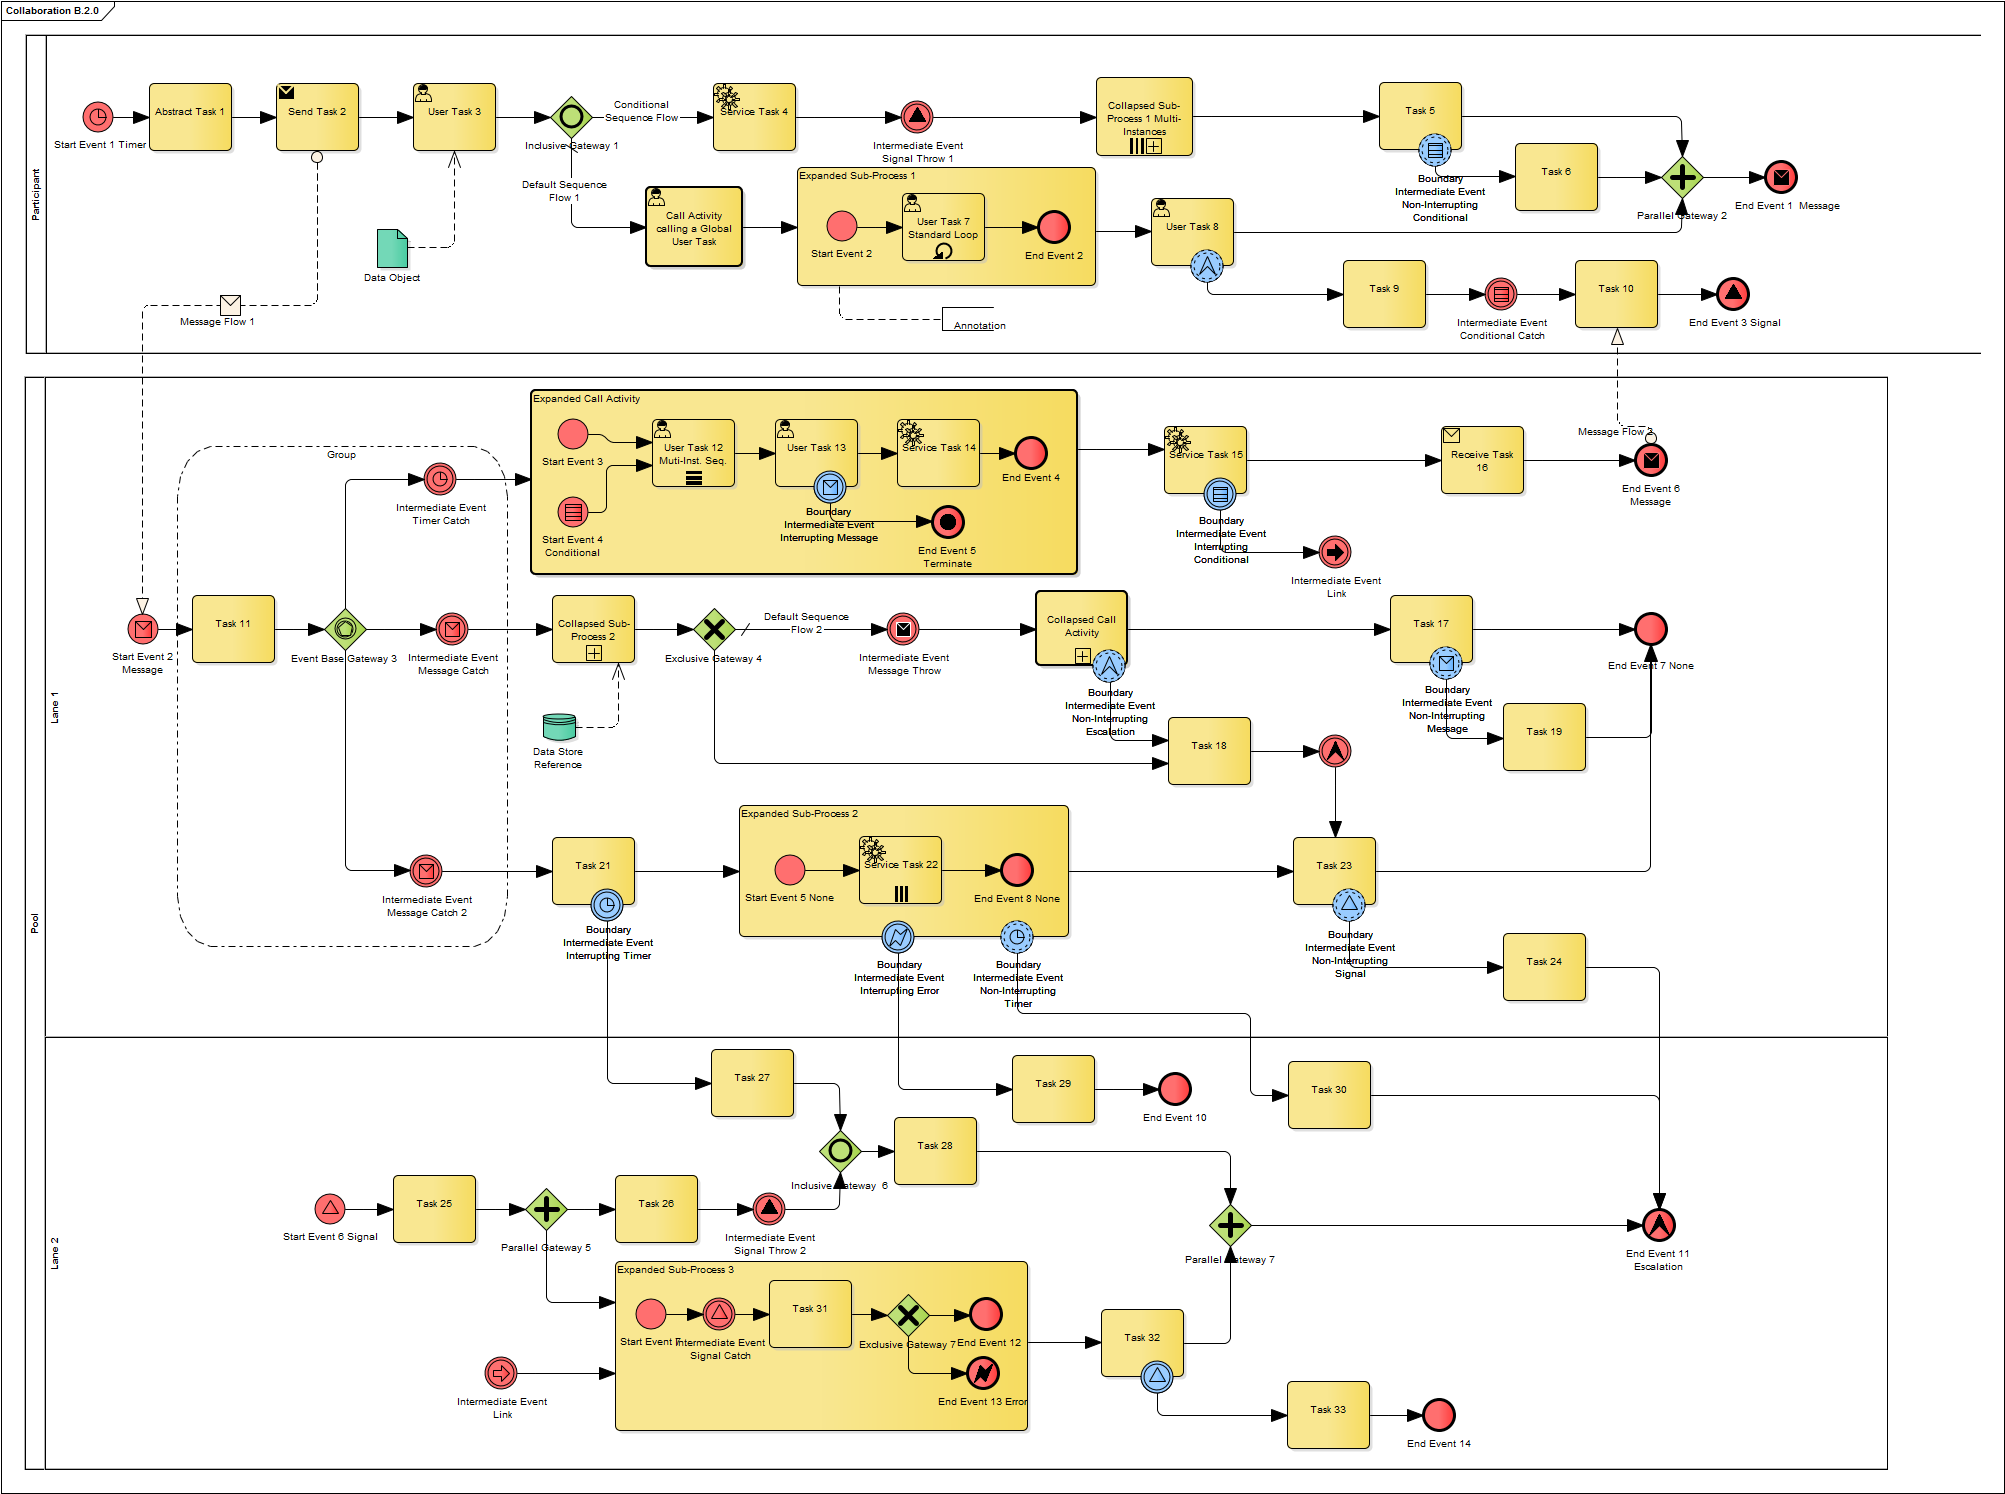 Collaboration B.2.0
Participant
Start Event 1 Timer
Abstract Task 1
Send Task 2
User Task 3
Inclusive Gateway 1
Conditional
Sequence Flow
Service Task 4
Intermediate Event
Signal Throw 1
Collapsed Sub-
Process 1 Multi-
Instances
Task 5
Boundary
Intermediate Event
Non-Interrupting
Conditional
Task 6
Parallel Gateway 2
End Event 1  Message
Default Sequence
Flow 1
Call Activity
calling a Global
User Task
Expanded Sub-Process 1
Start Event 2
User Task 7
Standard Loop
End Event 2
User Task 8
Task 9
Intermediate Event
Conditional Catch
Task 10
End Event 3 Signal
Data Object
Annotation
Message Flow 1
Pool
Lane 1
Group
Intermediate Event
Timer Catch
Expanded Call Activity
Start Event 3
Start Event 4
Conditional
User Task 12
Muti-Inst. Seq.
User Task 13
Boundary
Intermediate Event
Interrupting Message
Service Task 14
End Event 4
End Event 5
Terminate
Service Task 15
Boundary
Intermediate Event
Interrupting
Conditional
Intermediate Event
Link
Receive Task
16
Message Flow 3
End Event 6
Message
Start Event 2
Message
Task 11
Event Base Gateway 3
Intermediate Event
Message Catch
Collapsed Sub-
Process 2
Exclusive Gateway 4
Default Sequence
Flow 2
Intermediate Event
Message Throw
Collapsed Call
Activity
Boundary
Intermediate Event
Non-Interrupting
Escalation
Task 17
Boundary
Intermediate Event
Non-Interrupting
Message
End Event 7 None
Data Store
Reference
Task 18
Task 19
Intermediate Event
Message Catch 2
Task 21
Boundary
Intermediate Event
Interrupting Timer
Expanded Sub-Process 2
Start Event 5 None
Service Task 22
End Event 8 None
Boundary
Intermediate Event
Interrupting Error
Boundary
Intermediate Event
Non-Interrupting
Timer
Task 23
Boundary
Intermediate Event
Non-Interrupting
Signal
Task 24
Lane 2
Task 27
Task 29
End Event 10
Task 30
Inclusive Gateway  6
Task 28
Start Event 6 Signal
Task 25
Parallel Gateway 5
Task 26
Intermediate Event
Signal Throw 2
Parallel Gateway 7
End Event 11
Escalation
Expanded Sub-Process 3
Start Event 7
Intermediate Event
Signal Catch
Task 31
Exclusive Gateway 7
End Event 12
End Event 13 Error
Intermediate Event
Link
Task 32
Task 33
End Event 14